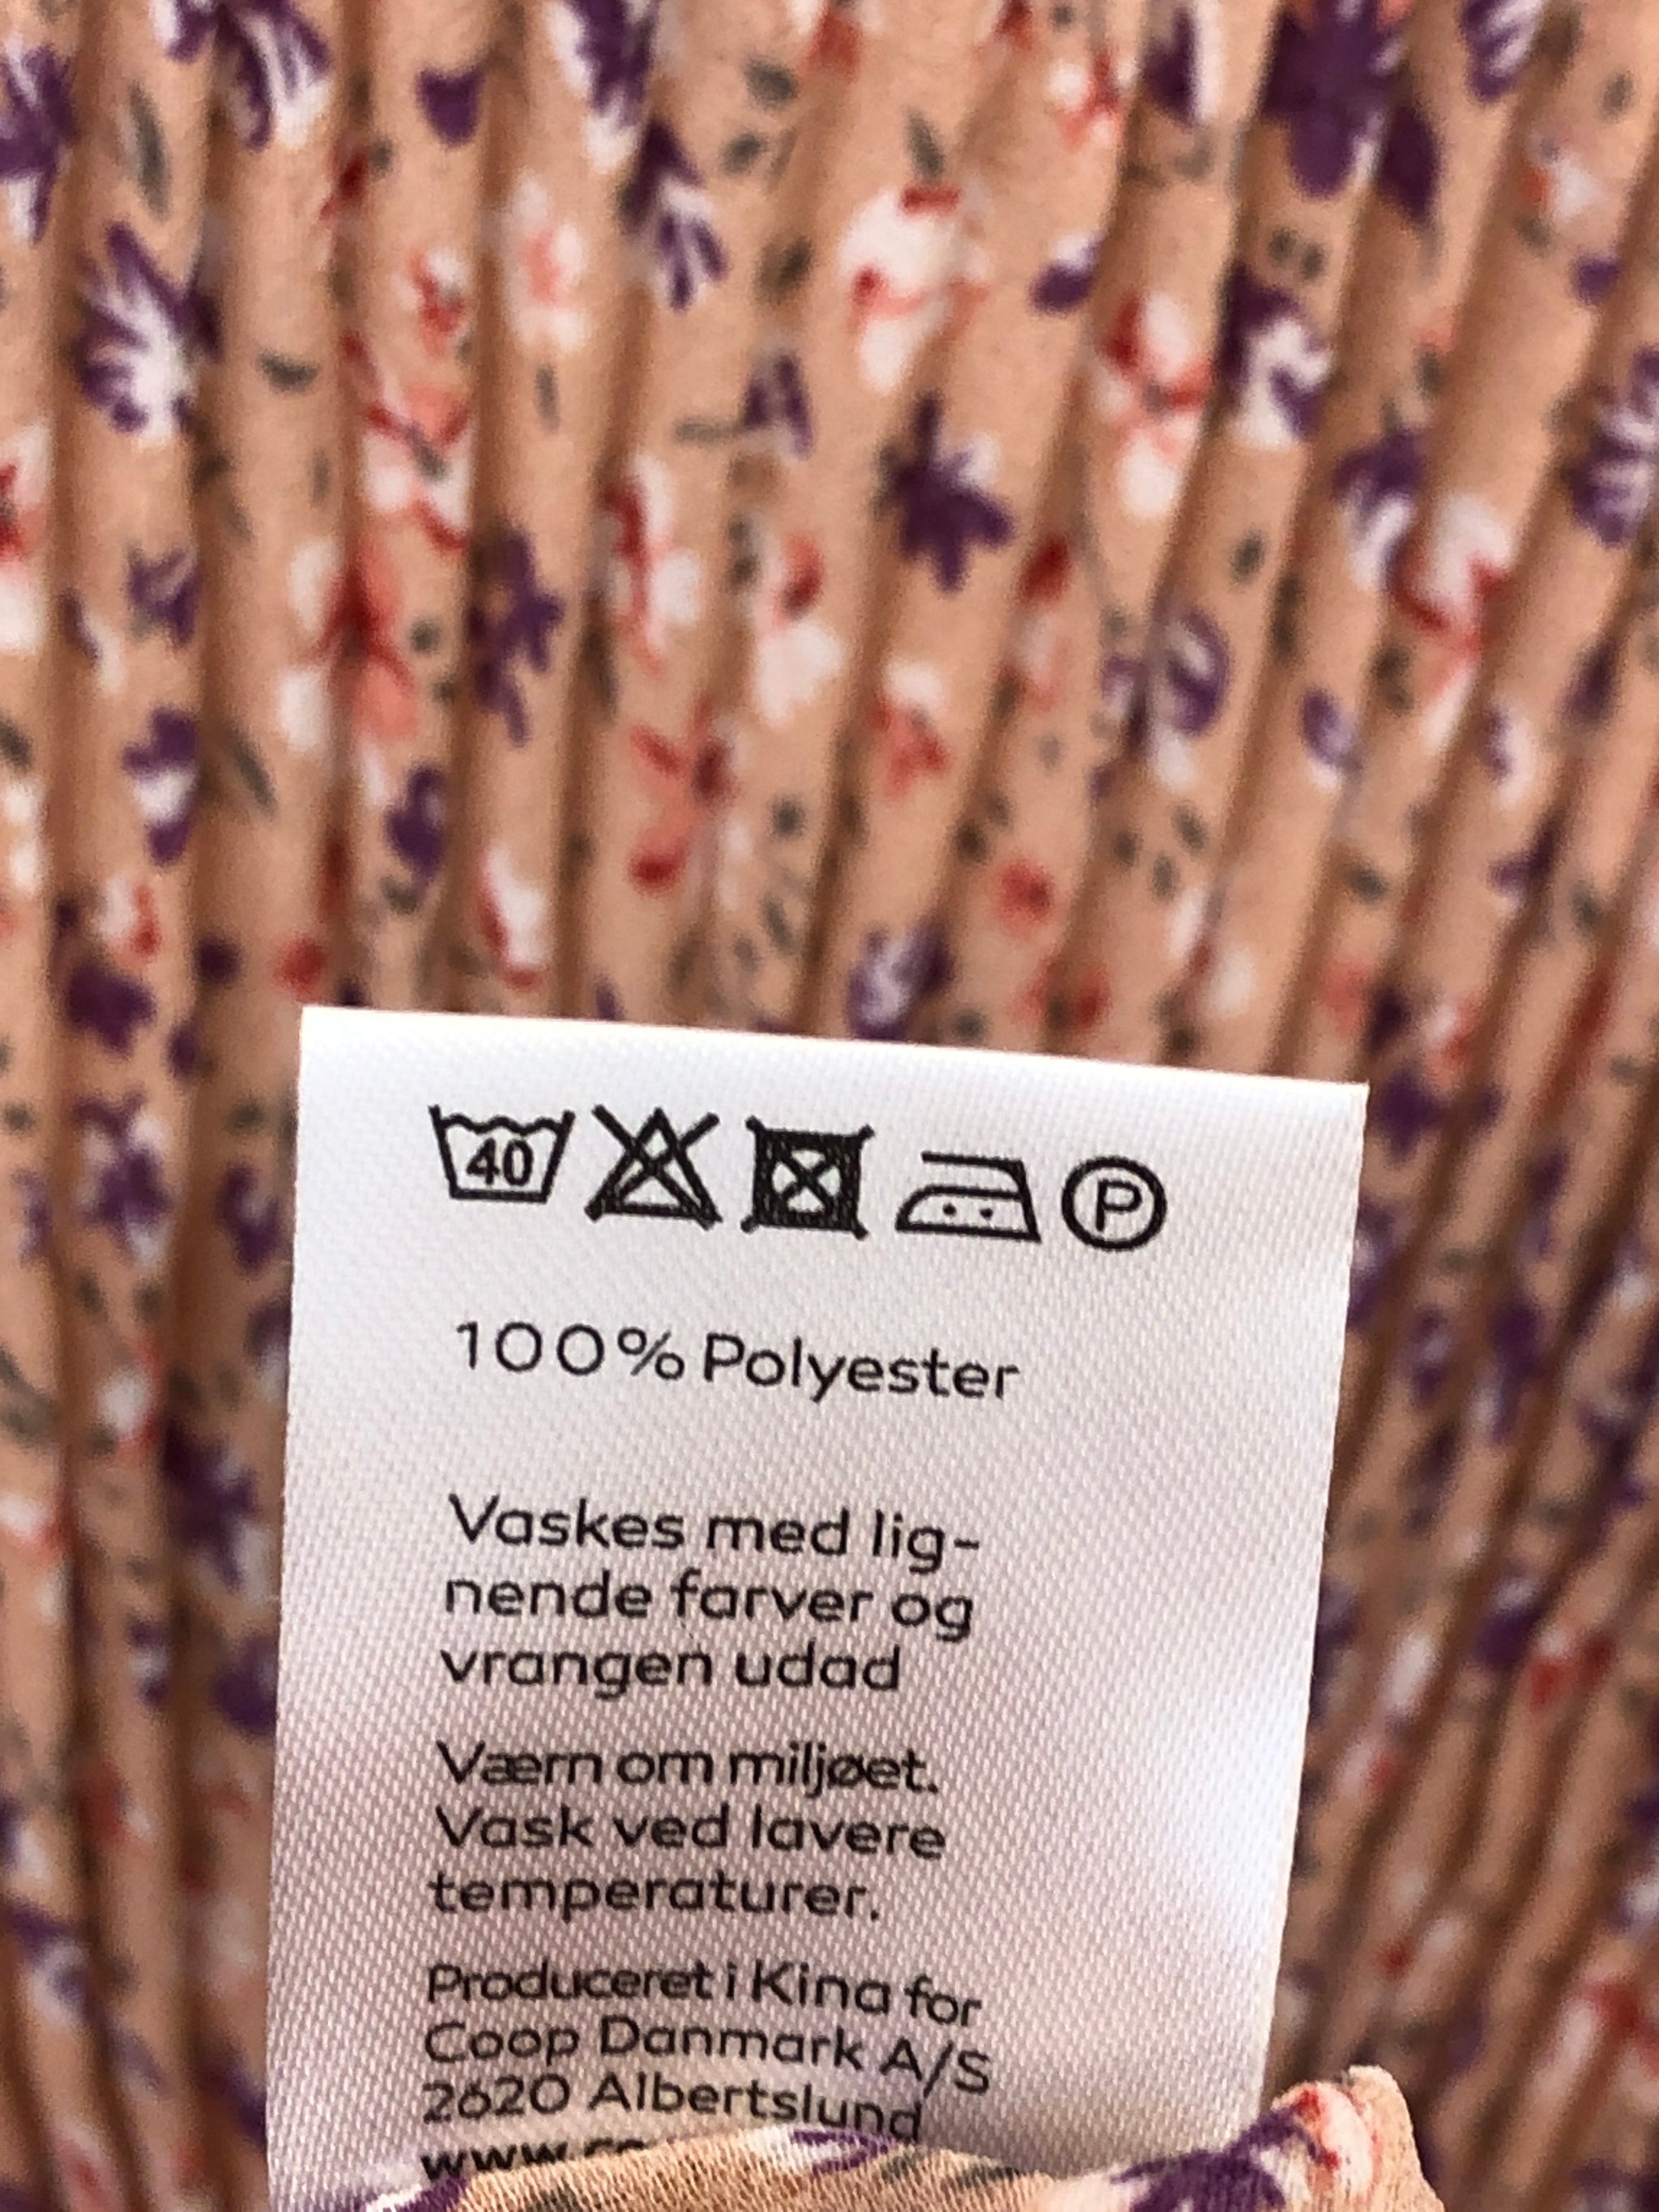 40
P
100% Polyester
Vaskes med lig-
nende farver og
vrangen udad
Værn om miljøet.
Vask ved lavere
temperaturer.
Produceret i Kina for
Coop Danmark A/S
2620 Albertslund